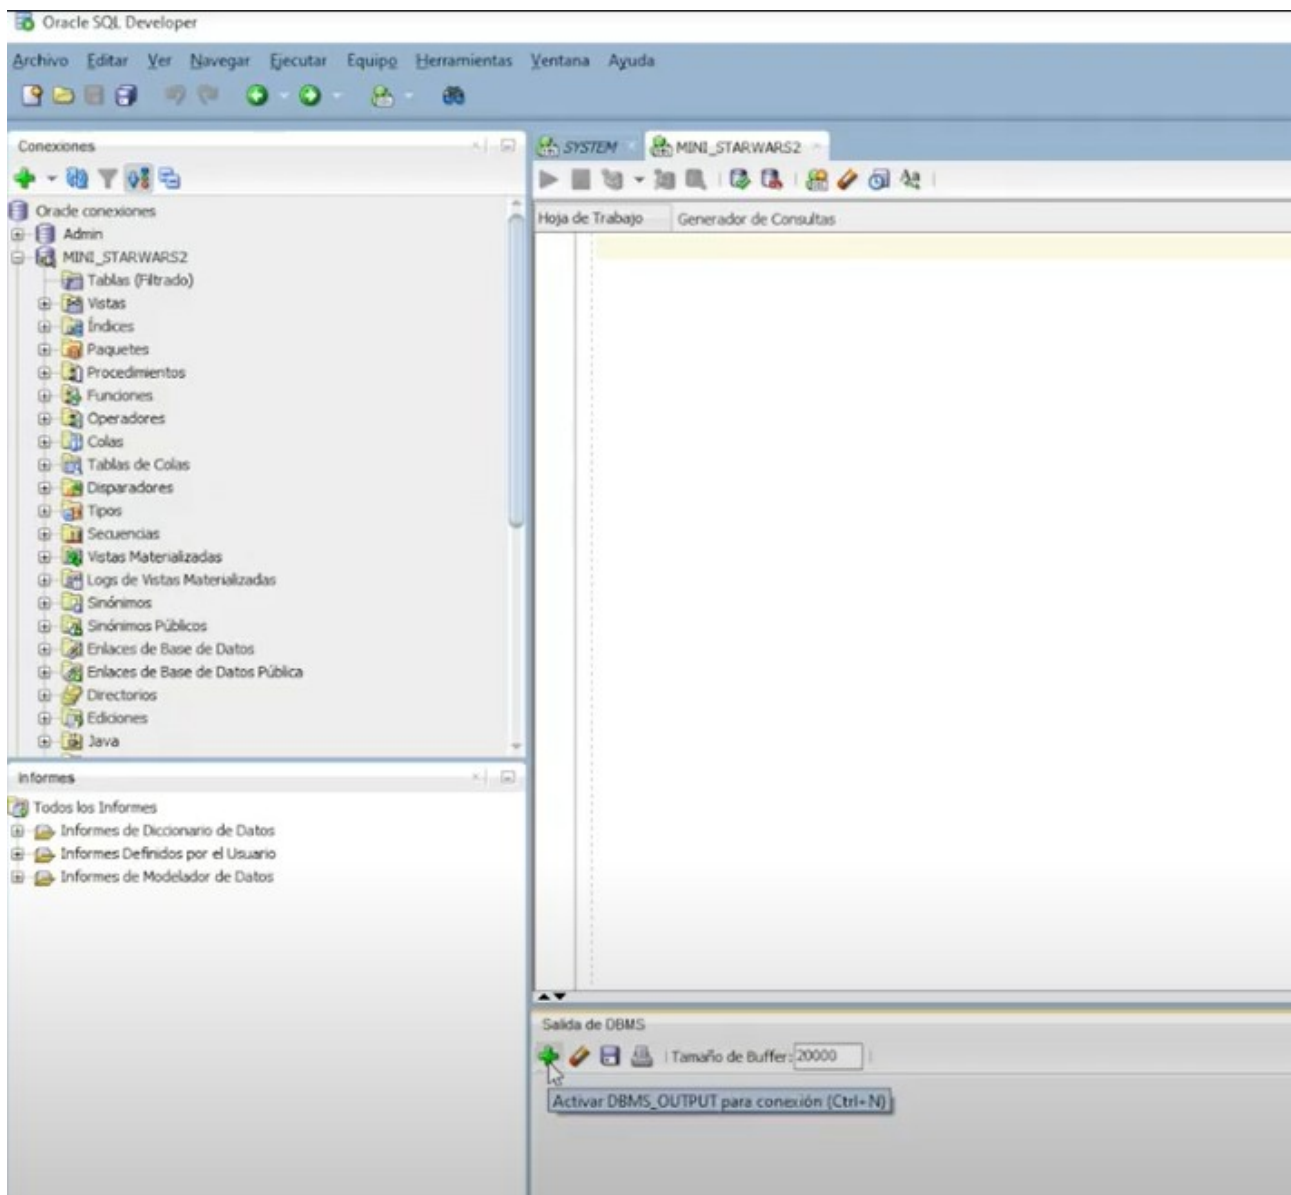 Oracle SQL Developer
Archivo Editar Ver Navegar Ejecutar Equipo Herramientas Ventana Ayuda
Conexiones
Oracle conexiones
Admin
MINI_STARWARS2
Tablas (Filtrado)
Vistas
Índices
Paquetes
Procedimientos
Funciones
Operadores
Colas
Tablas de Colas
Disparadores
Tipos
Secuencias
Vistas Materializadas
Logs de Vistas Materializadas
Sinónimos
Sinónimos Públicos
Enlaces de Base de Datos
Enlaces de Base de Datos Pública
Directorios
Ediciones
Java
Informes
Todos los Informes
Informes de Diccionario de Datos
Informes Definidos por el Usuario
Informes de Modelador de Datos
SYSTEM MINI_STARWARS2
Hoja de Trabajo Generador de Consultas
Salida de DBMS
Tamaño de Buffer: 20000
Activar DBMS_OUTPUT para conexión (Ctrl+N)